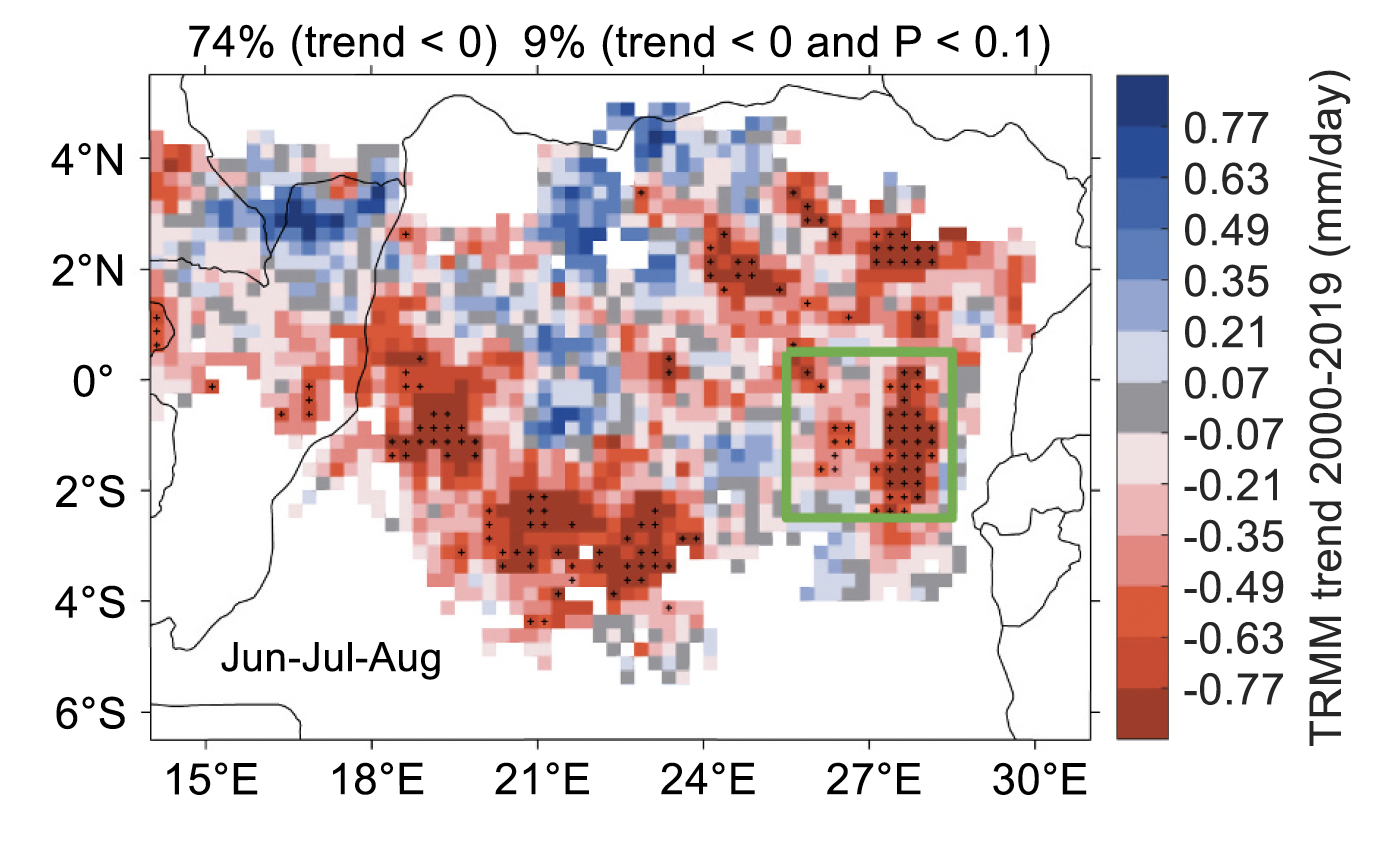 74% (trend < 0) 9% (trend < 0 and P < 0.1)
4°N
2°N
0°
2°S
4°S
6°S
Jun-Jul-Aug
15°E 18°E 21°E 24°E 27°E 30°E
0.77
0.63
0.49
0.35
0.21
0.07
-0.07
-0.21
-0.35
-0.49
-0.63
-0.77
TRMM trend 2000-2019 (mm/day)